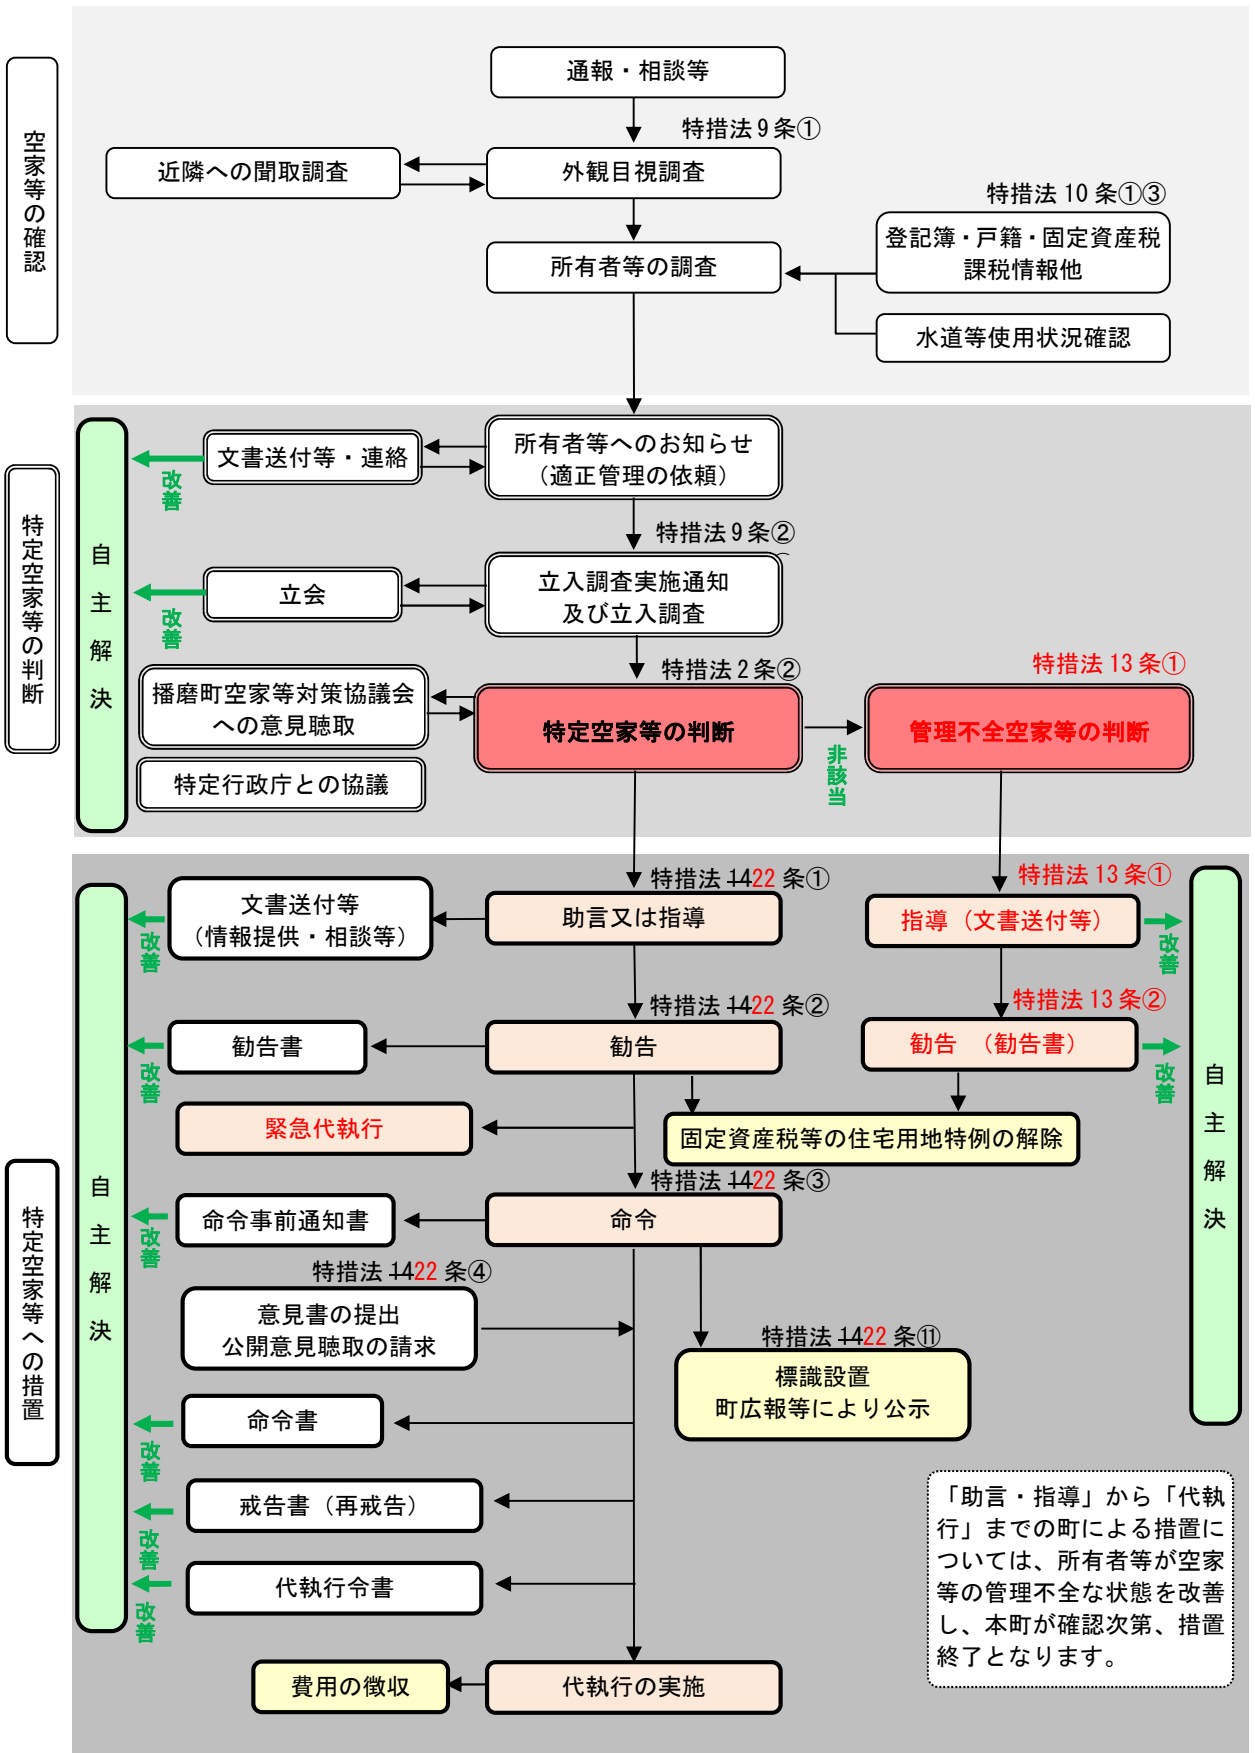 空家等の確認
通報・相談等
特措法9条①
近隣への聞取調査
外観目視調査
特措法10条①③
登記簿・戸籍・固定資産税
課税情報他
所有者等の調査
水道等使用状況確認
特定空家等の判断
自主解決
改善
文書送付等・連絡
所有者等へのお知らせ
(適正管理の依頼)
特措法9条②
改善
立会
立入調査実施通知
及び立入調査
特措法2条②
特措法13条①
播磨町空家等対策協議会
への意見聴取
特定空家等の判断
非該当
管理不全空家等の判断
特定行政庁との協議
特定空家等への措置
自主解決
特措法 1422 条①
特措法13条①
改善
文書送付等
(情報提供・相談等)
助言又は指導
指導(文書送付等)
改善
自主解決
特措法 1422 条②
特措法13条②
改善
勧告書
勧告
勧告 (勧告書)
改善
緊急代執行
固定資産税等の住宅用地特例の解除
特措法 1422 条③
改善
命令事前通知書
命令
特措法 1422 条④
意見書の提出
公開意見聴取の請求
特措法 1422 条⑪
標識設置
町広報等により公示
改善
命令書
改善
戒告書(再戒告)
改善
代執行令書
費用の徴収
代執行の実施
「助言・指導」から「代執
行」までの町による措置に
ついては、所有者等が空家
等の管理不全な状態を改善
し、本町が確認次第、措置
終了となります。